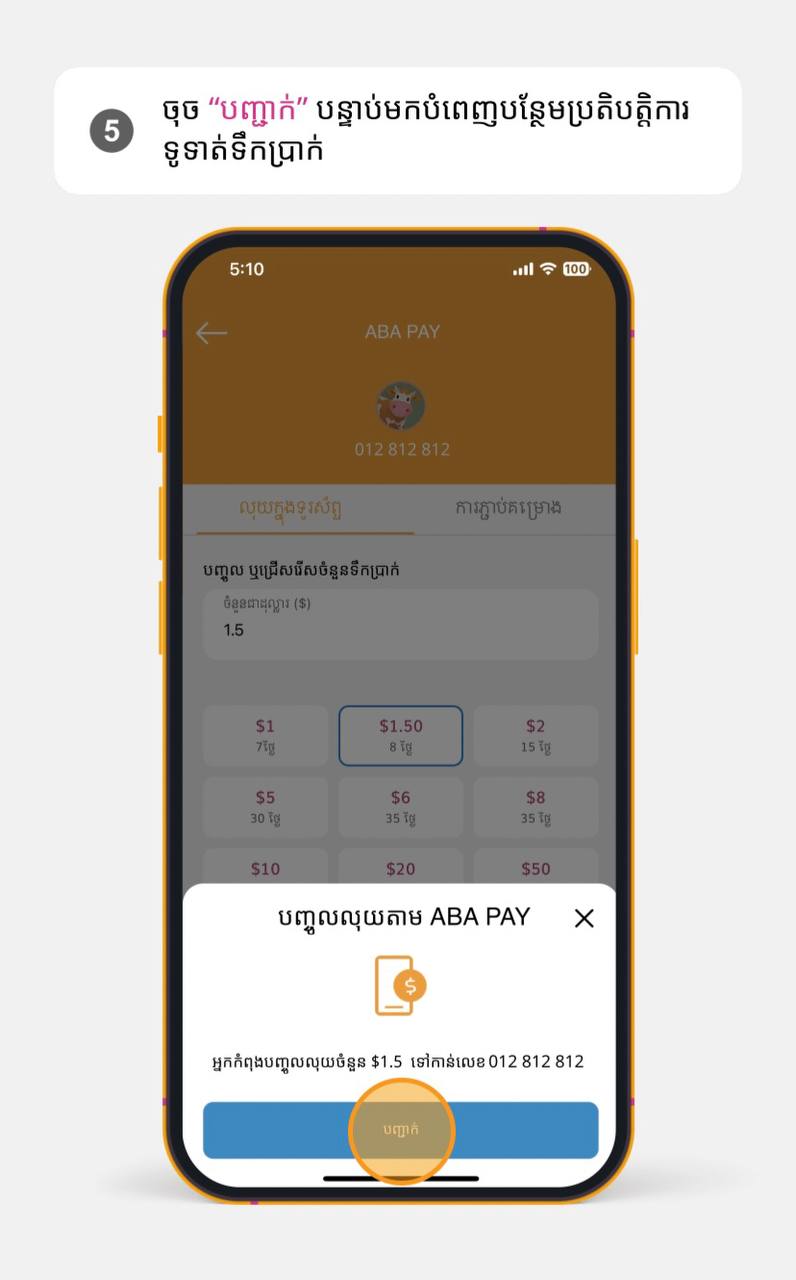 5
ចុច “បញ្ជាក់” បន្ទាប់មកបំពេញបន្ថែមប្រតិបត្តិការ
ទូទាត់ទឹកប្រាក់
5:10
100
ABA PAY
012 812 812
លុយក្នុងទូរស័ព្ទ
ការភ្ជាប់គម្រោង
បញ្ចូល ឬជ្រើសរើសចំនួនទឹកប្រាក់
ចំនួនជាដុល្លារ ($)
1.5
$1 $1.50 $2
7ថ្ងៃ 8 ថ្ងៃ 15 ថ្ងៃ
$5 $6 $8
30 ថ្ងៃ 35 ថ្ងៃ 35 ថ្ងៃ
$10 $20 $50
បញ្ចូលលុយតាម ABA PAY
$
អ្នកកំពុងបញ្ចូលលុយចំនួន $1.5 ទៅកាន់លេខ 012 812 812
បញ្ជាក់